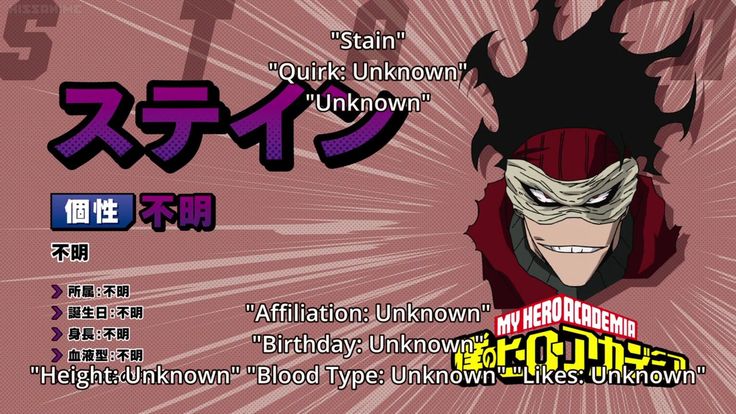 KISSANIME
Stain
"Stain"
"Quirk: Unknown"
"Unknown"
ステイン
個性 不明
不明
所属:不明
誕生日:不明
身長:不明
血液型:不明
"Affiliation: Unknown"
"Birthday: Unknown"
"Height: Unknown" "Blood Type: Unknown" "Likes: Unknown"
MY HERO ACADEMIA
僕のヒーローアカデミア